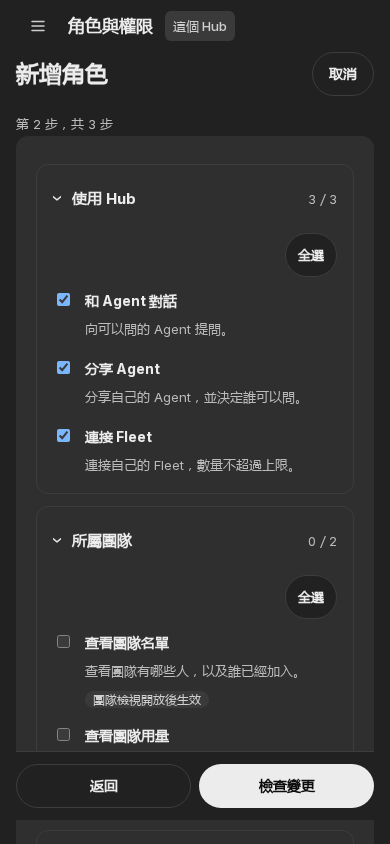 角色與權限
這個 Hub
新增角色
取消
第 2 步，共 3 步
使用 Hub
3 / 3
全選
和 Agent 對話
向可以問的 Agent 提問。
分享 Agent
分享自己的 Agent，並決定誰可以問。
連接 Fleet
連接自己的 Fleet，數量不超過上限。
所屬團隊
0 / 2
全選
查看團隊名單
查看團隊有哪些人，以及誰已經加入。
團隊檢視開放後生效
查看團隊用量
返回
檢查變更